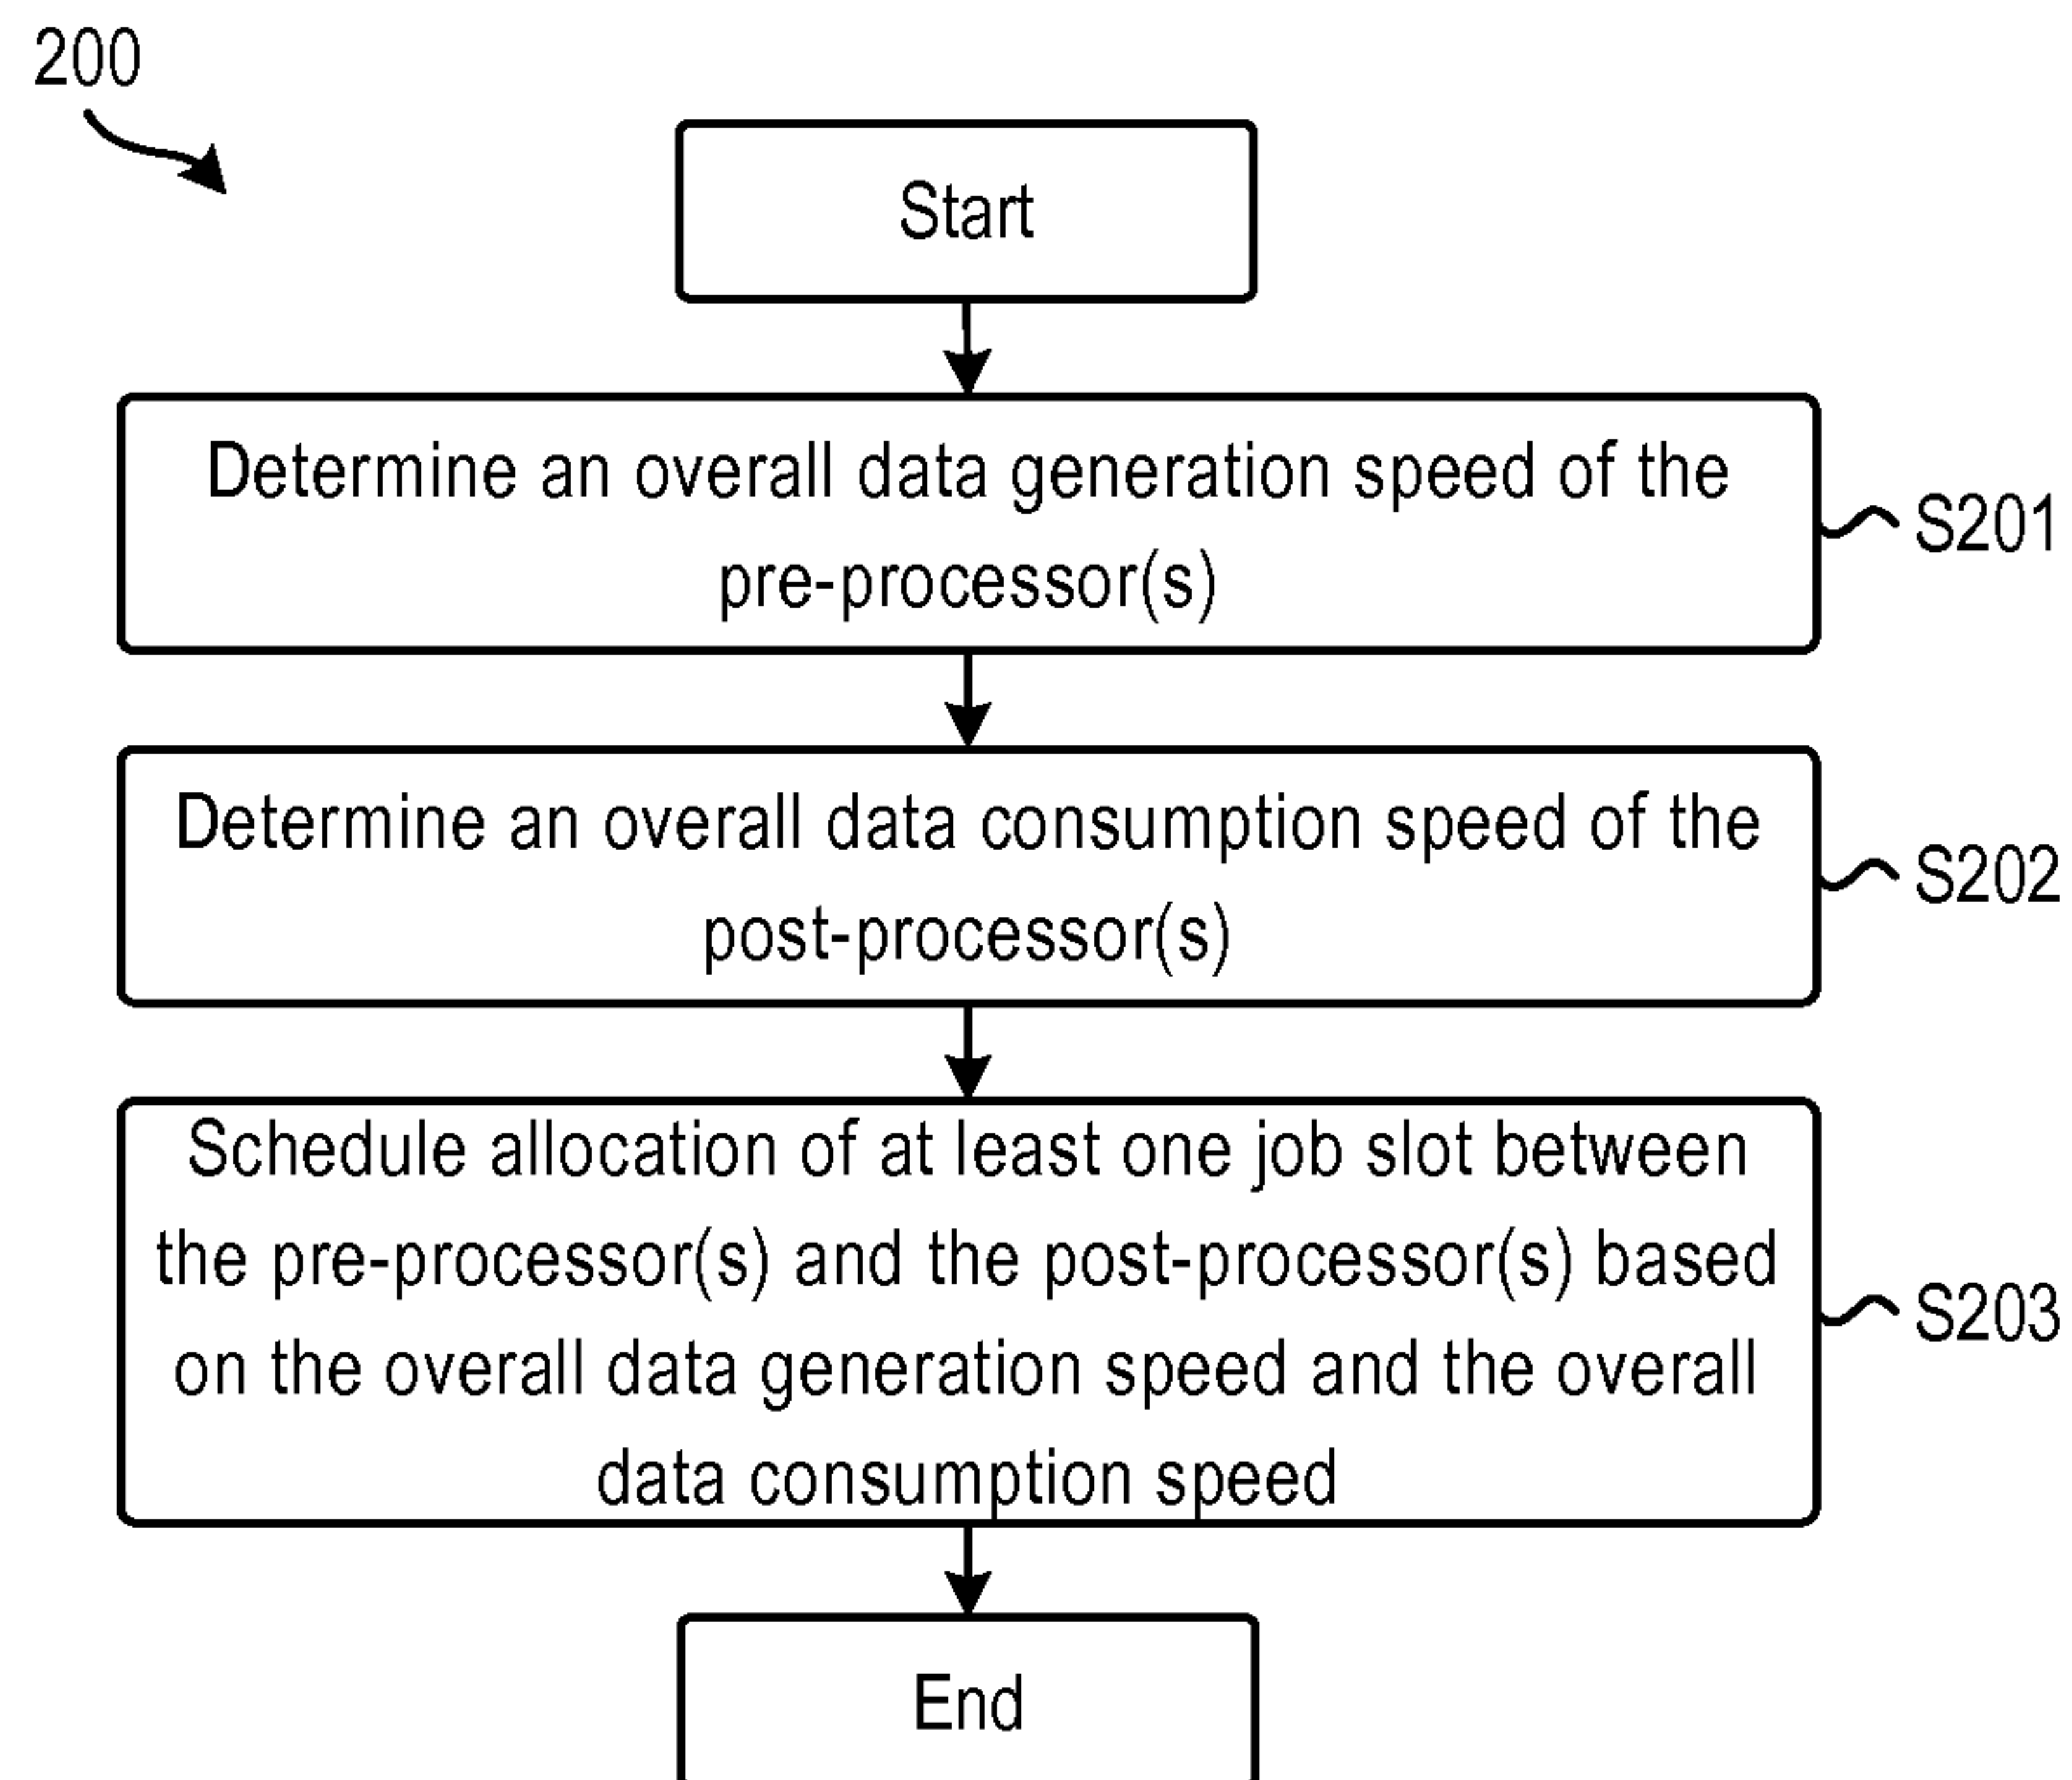 200
Start
Determine an overall data generation speed of the
pre-processor(s)
S201
Determine an overall data consumption speed of the
post-processor(s)
S202
Schedule allocation of at least one job slot between
the pre-processor(s) and the post-processor(s) based
on the overall data generation speed and the overall
data consumption speed
S203
End